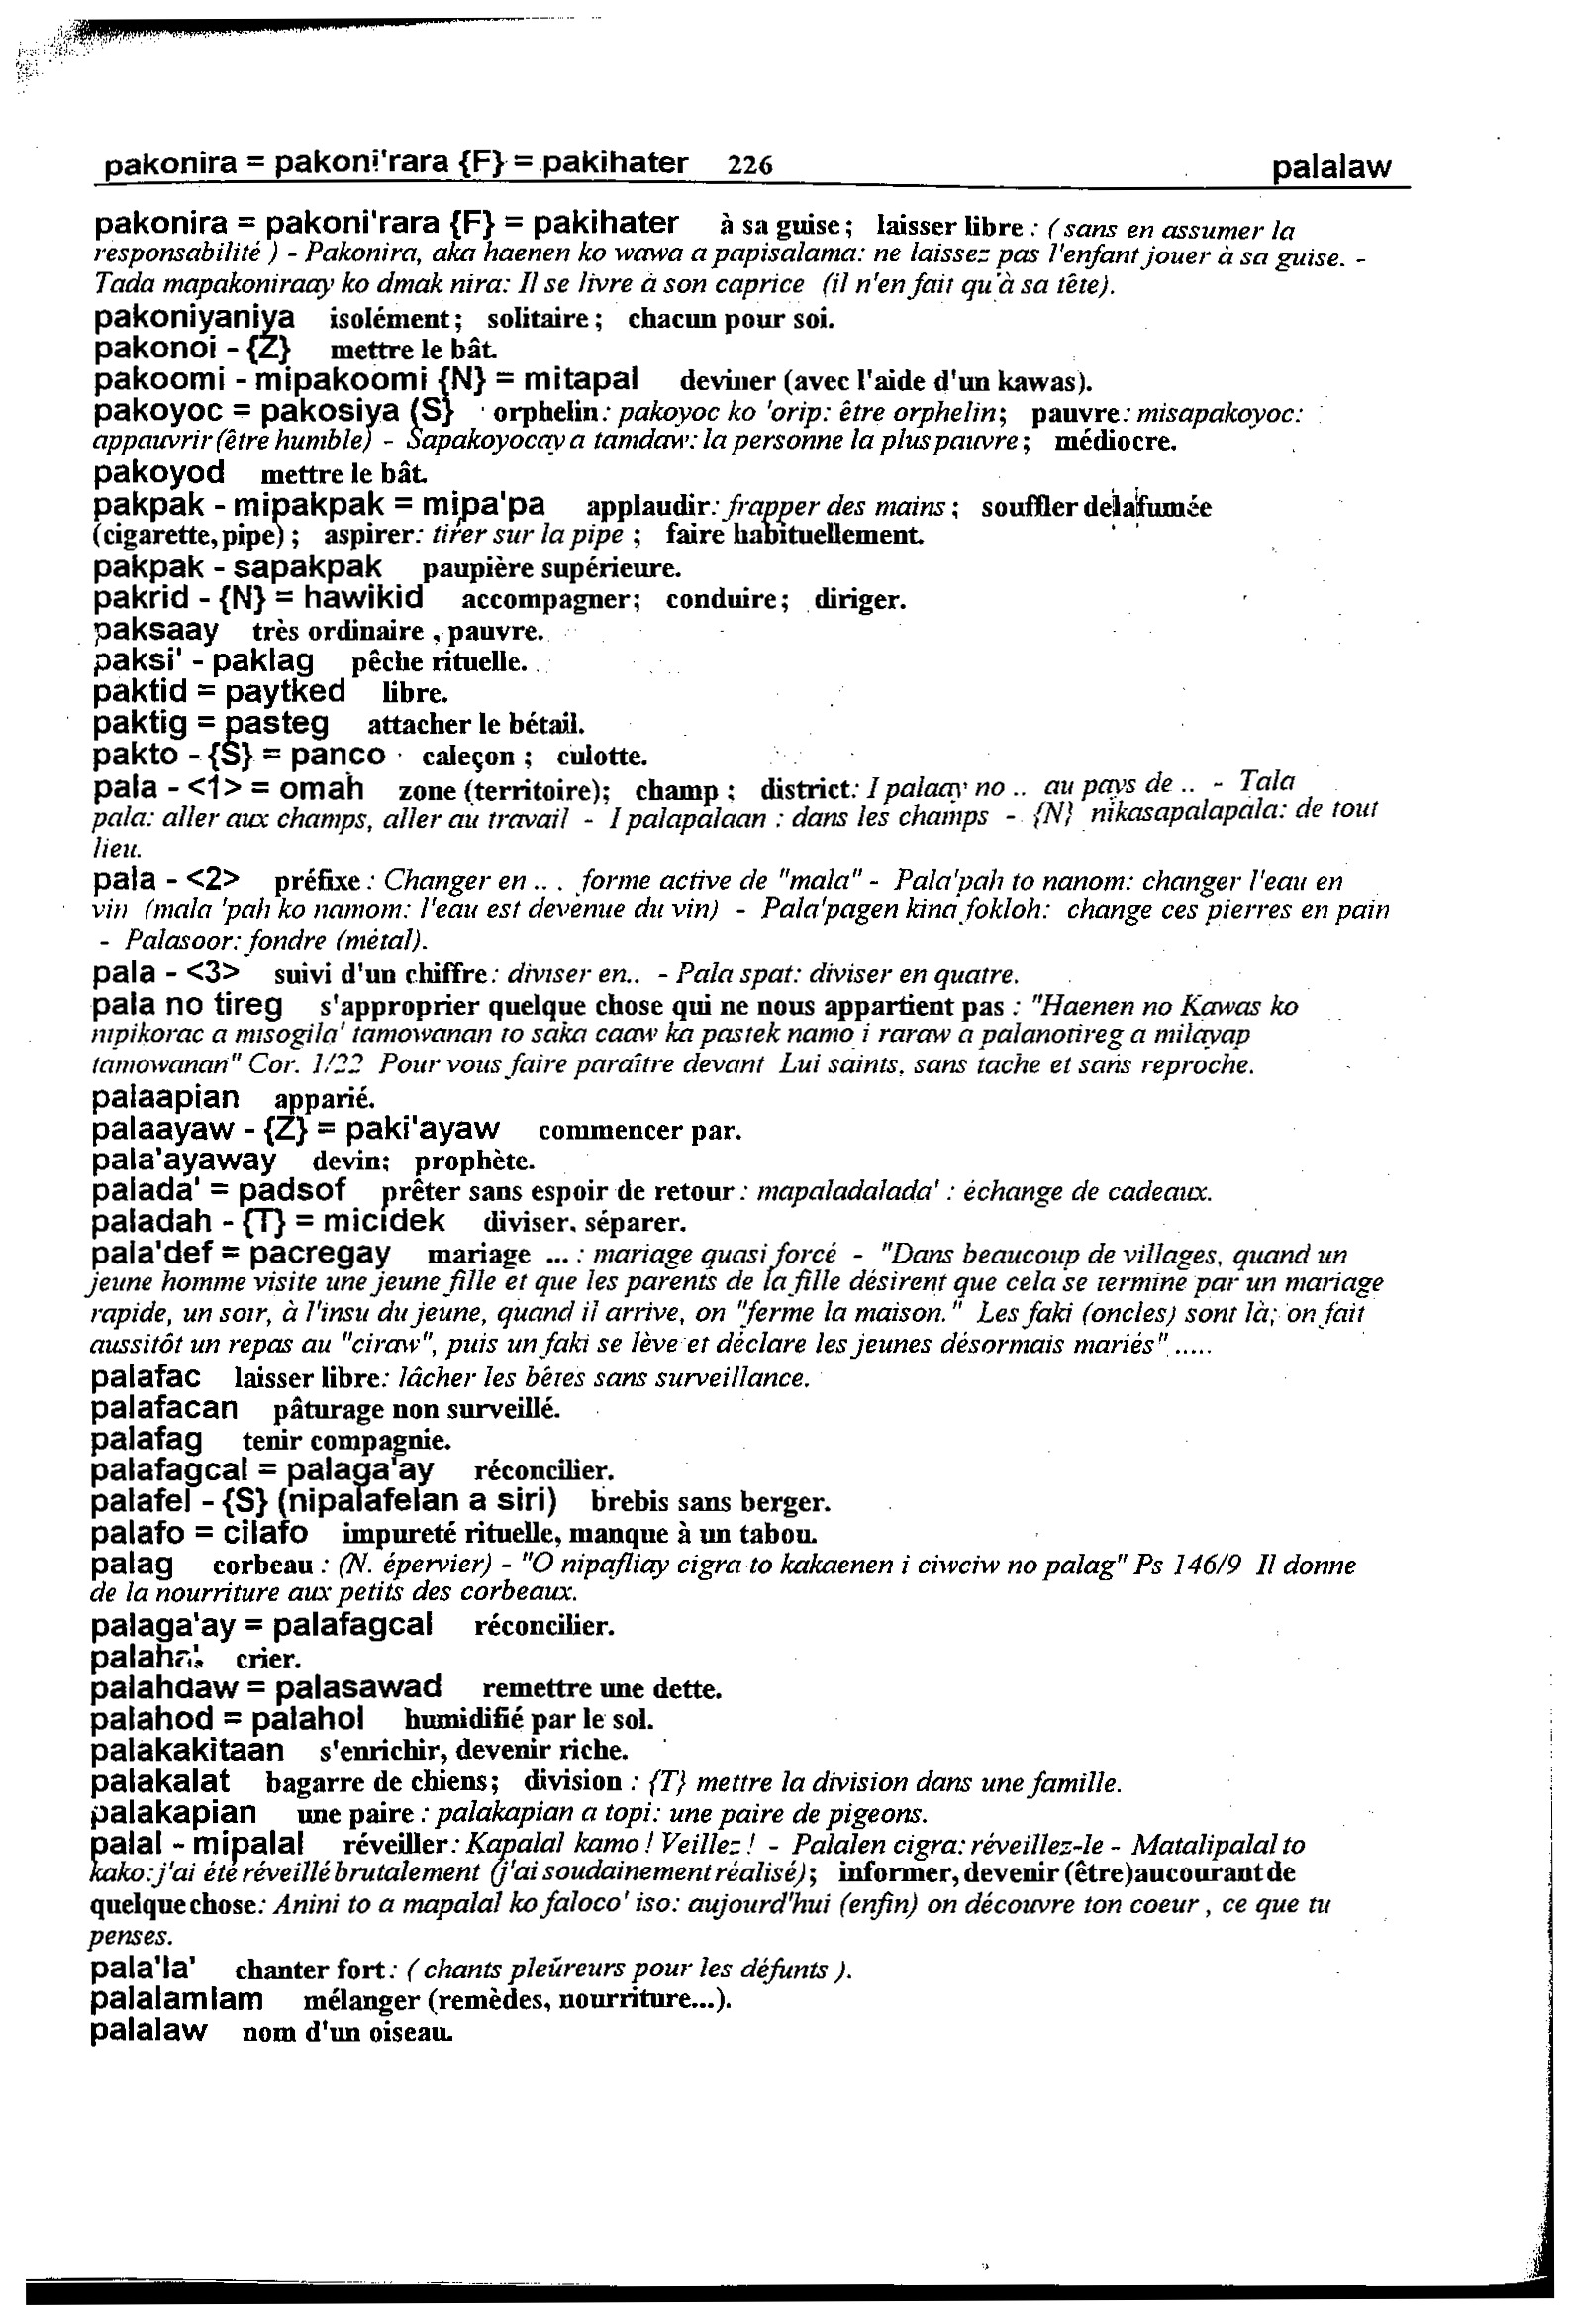 pakonira = pakoni'rara {F} = pakihater 226 palalaw
pakonira = pakoni'rara {F} = pakihater à sa guise; laisser libre : ( sans en assumer la
responsabilité ) - Pakonira, aka haenen ko wawa a papisalama: ne laissez pas l'enfant jouer à sa guise. -
Tada mapakoniraay ko dmak nira: Il se livre à son caprice (il n'en fait qu'à sa tête).
pakoniyaniya isolément; solitaire; chacun pour soi.
pakonoi - {Z} mettre le bât.
pakoomi - mipakoomi {N} = mitapal deviner (avec l'aide d'un kawas).
pakoyoc = pakosiya (S} orphelin: pakoyoc ko 'orip: être orphelin; pauvre: misapakoyoc:
appauvrir (être humble) - Sapakoyocay a tamdaw: la personne la plus pauvre; médiocre.
pakoyod mettre le bât.
pakpak - mipakpak = mipa'pa applaudir: frapper des mains; souffler de la fumée
(cigarette, pipe) ; aspirer: tirer sur la pipe ; faire habituellement.
pakpak - sapakpak paupière supérieure.
pakrid - {N} = hawikid accompagner; conduire; diriger.
paksaay très ordinaire , pauvre.
paksi' - paklag pêche rituelle.
paktid = paytked libre.
paktig = pasteg attacher le bétail.
pakto - {S} = panco caleçon ; culotte.
pala - <1> = omah zone (territoire); champ ; district: I palaay no .. au pays de .. - Tala
pala: aller aux champs, aller au travail - I palapalaan : dans les champs - {N} nikasapalapala: de tout
lieu.
pala - <2> préfixe : Changer en .. . forme active de "mala" - Pala'pah to nanom: changer l'eau en
vin (mala 'pah ko namom: l'eau est devenue du vin) - Pala'pagen kina fokloh: change ces pierres en pain
- Palasoor: fondre (métal).
pala - <3> suivi d'un chiffre : diviser en.. - Pala spat: diviser en quatre.
pala no tireg s'approprier quelque chose qui ne nous appartient pas : "Haenen no Kawas ko
nipikorac a misogila' tamowanan to saka caaw ka pastek namo i raraw a palanotireg a milayap
tamowanan" Cor. 1/22 Pour vous faire paraître devant Lui saints, sans tache et sans reproche.
palaapian apparié.
palaayaw - {Z} = paki'ayaw commencer par.
pala'ayaway devin; prophète.
palada' = padsof prêter sans espoir de retour : mapaladalada' : échange de cadeaux.
paladah - {T} = micidek diviser, séparer.
pala'def = pacregay mariage ... : mariage quasi forcé - "Dans beaucoup de villages, quand un
jeune homme visite une jeune fille et que les parents de la fille désirent que cela se termine par un mariage
rapide, un soir, à l'insu du jeune, quand il arrive, on "ferme la maison." Les faki (oncles) sont là; on fait
aussitôt un repas au "ciraw", puis un faki se lève et déclare les jeunes désormais mariés" .....
palafac laisser libre: lâcher les bêtes sans surveillance.
palafacan pâturage non surveillé.
palafag tenir compagnie.
palafagcal = palaga'ay réconcilier.
palafel - {S} (nipalafelan a siri) brebis sans berger.
palafo = cilafo impureté rituelle, manque à un tabou.
palag corbeau : (N. épervier) - "O nipafliay cigra to kakaenen i ciwciw no palag" Ps 146/9 Il donne
de la nourriture aux petits des corbeaux.
palaga'ay = palafagcal réconcilier.
crier.
palahdaw = palasawad remettre une dette.
palahod = palahol humidifié par le sol.
palakakitaan s'enrichir, devenir riche.
palakalat bagarre de chiens; division : {T} mettre la division dans une famille.
palakapian une paire : palakapian a topi: une paire de pigeons.
palal - mipalal réveiller: Kapalal kamo ! Veillez ! - Palalen cigra: réveillez-le - Matalipalal to
kako: j'ai été réveillé brutalement (j'ai soudainement réalisé); informer, devenir (être) au courant de
quelque chose: Anini to a mapalal ko faloco' iso: aujourd'hui (enfin) on découvre ton coeur , ce que tu
penses.
pala'la' chanter fort: ( chants pleûreurs pour les défunts ).
palalamlam mélanger (remèdes, nourriture...).
palalaw nom d'un oiseau.